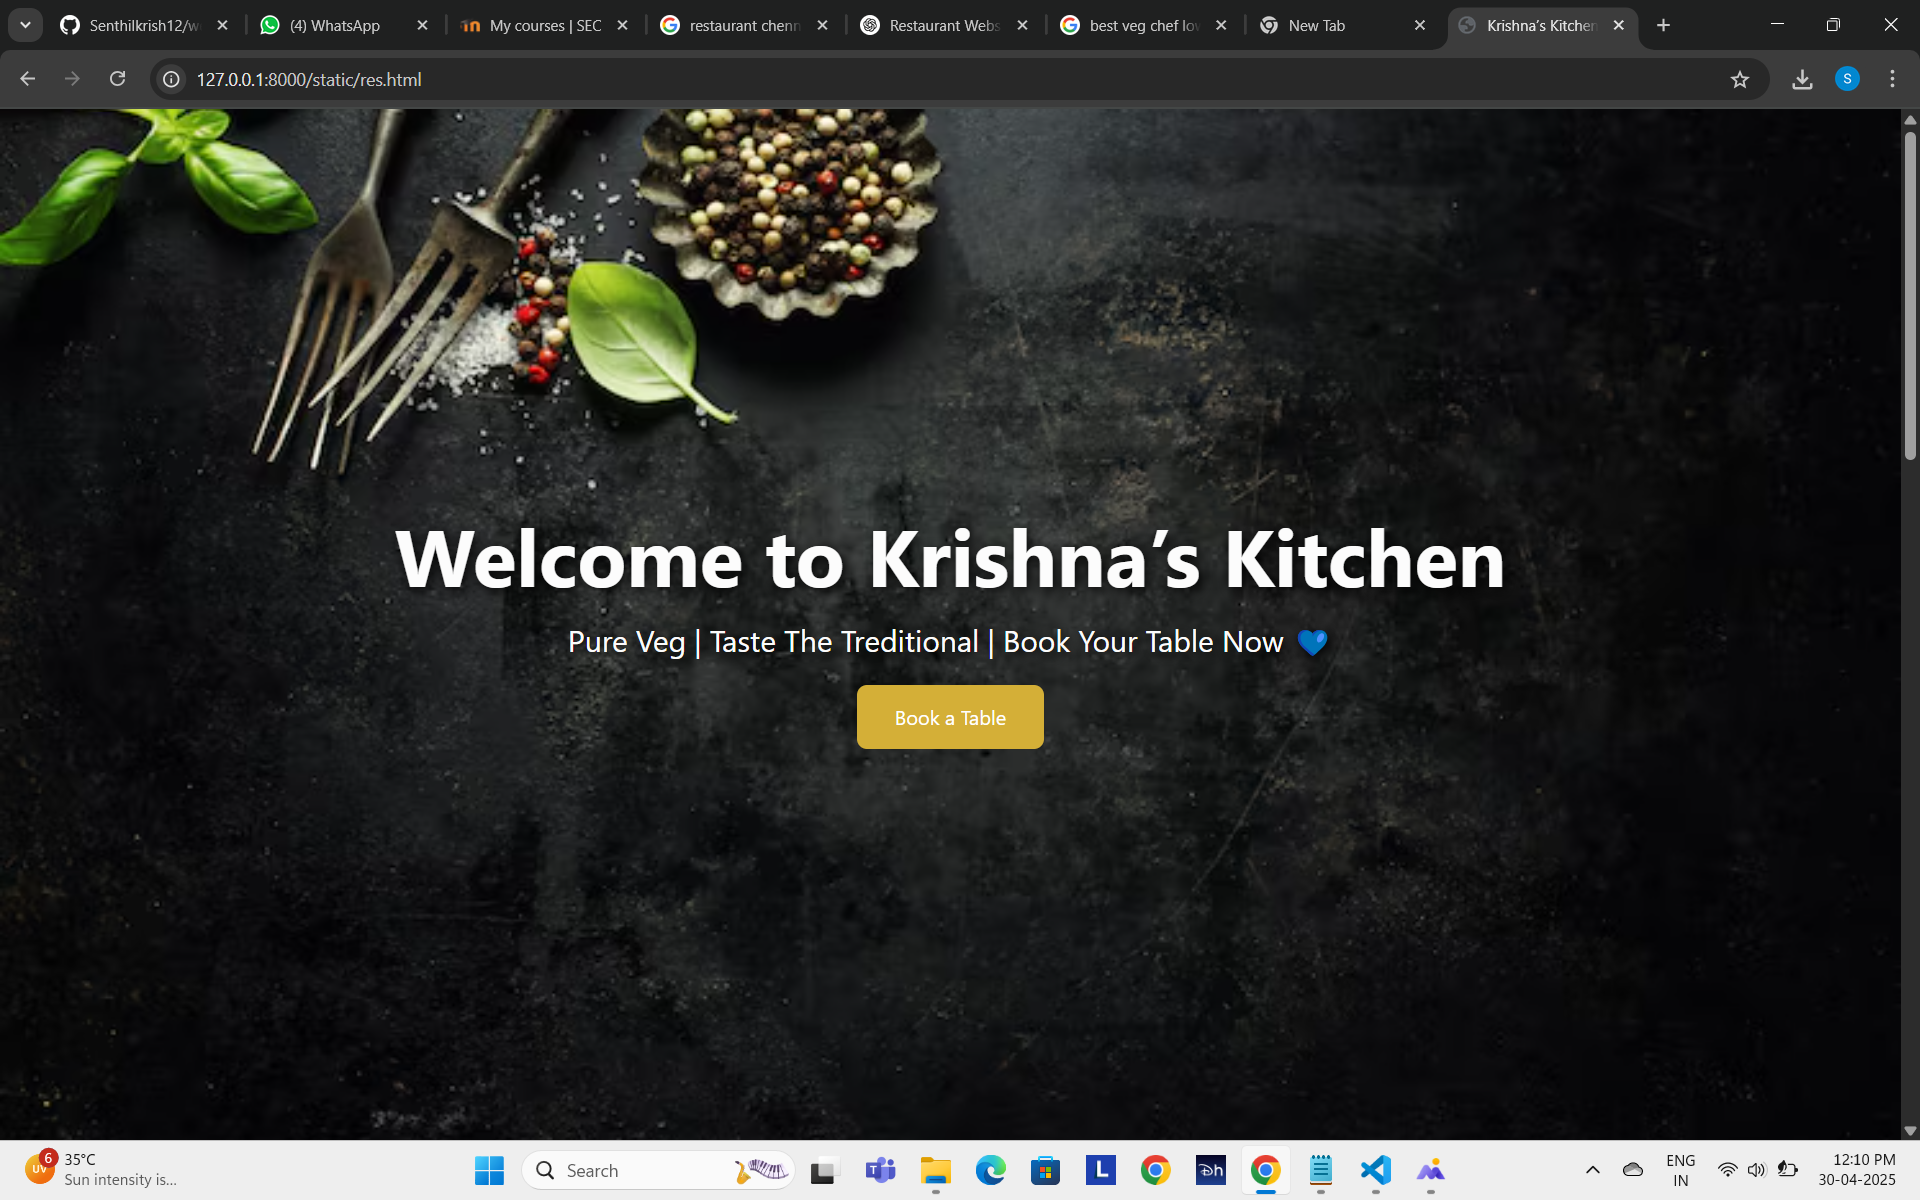 Senthilkrish12/w
(4) WhatsApp
My courses | SEC
restaurant chenn
Restaurant Webs
best veg chef lo
New Tab
Krishna’s Kitchen
127.0.0.1:8000/static/res.html
S
Welcome to Krishna’s Kitchen
Pure Veg | Taste The Treditional | Book Your Table Now 💙
Book a Table
6
UV
35°C
Sun intensity is...
Search
T
L
Dh
ENG
IN
12:10 PM
30-04-2025